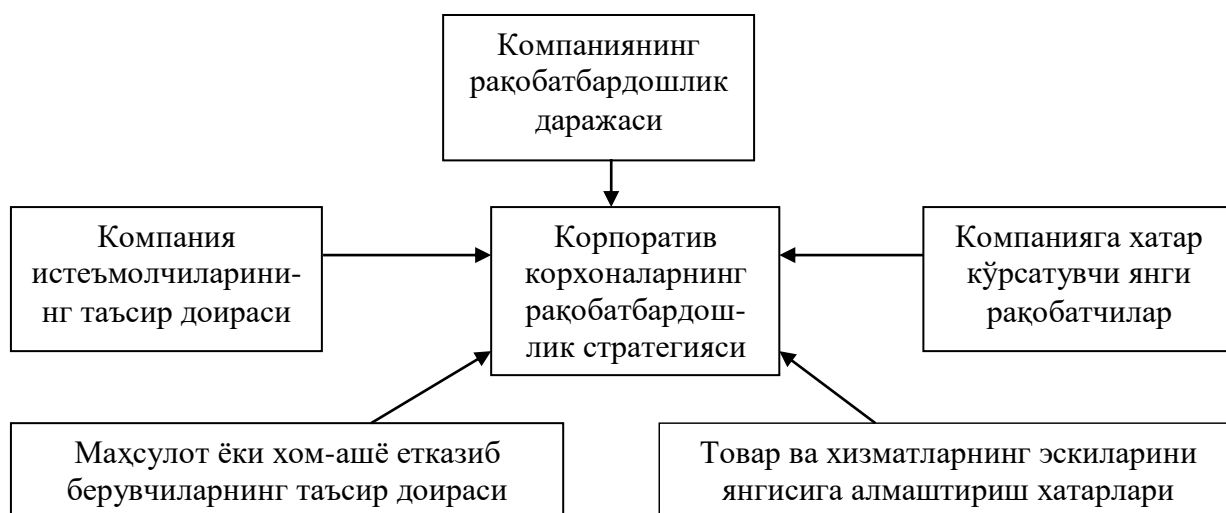 Компаниянинг
рақобатбардошлик
даражаси
Компания
истеъмолчиларини-
нг таъсир доираси
Корпоратив
корхоналарнинг
рақобатбардош-
лик стратегияси
Компанияга хатар
кўрсатувчи янги
рақобатчилар
Маҳсулот ёки хом-ашё етказиб
берувчиларнинг таъсир доираси
Товар ва хизматларнинг эскиларини
янгисига алмаштириш хатарлари